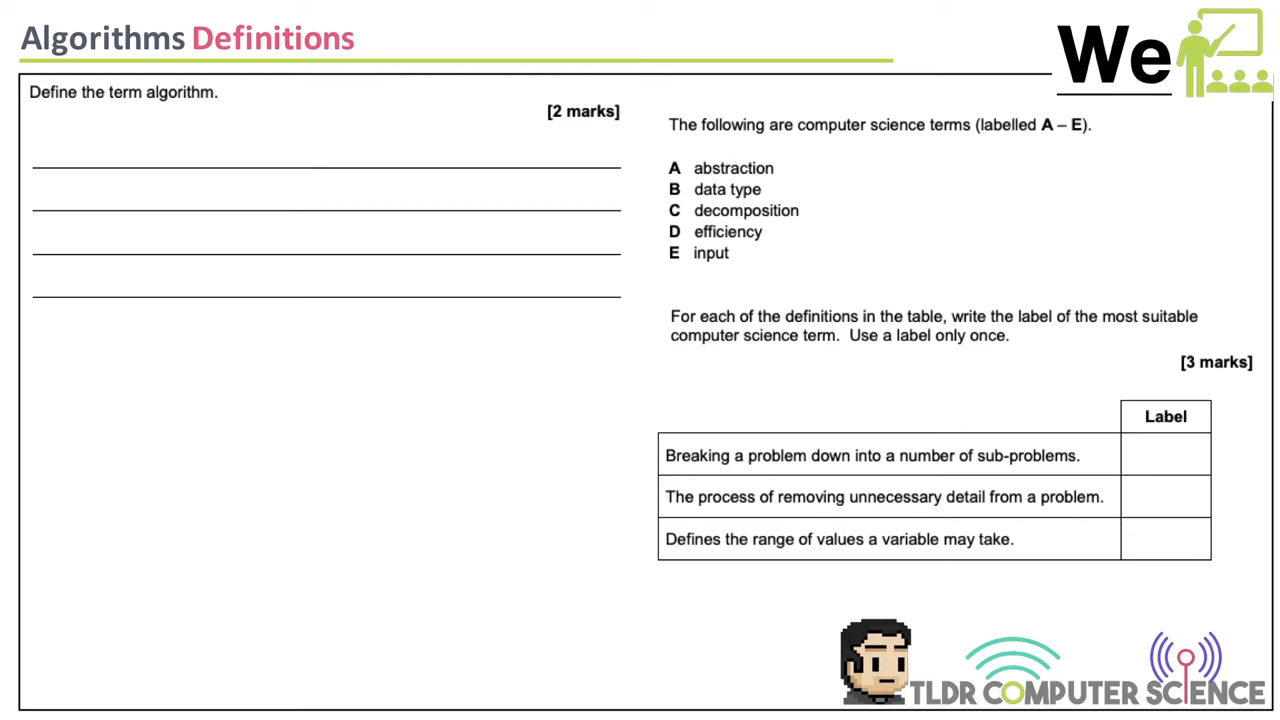 Algorithms Definitions
We
Define the term algorithm.
[2 marks]
The following are computer science terms (labelled A – E).
A abstraction
B data type
C decomposition
D efficiency
E input
For each of the definitions in the table, write the label of the most suitable
computer science term. Use a label only once.
[3 marks]
Label
Breaking a problem down into a number of sub-problems.
The process of removing unnecessary detail from a problem.
Defines the range of values a variable may take.
TLDR COMPUTER SCIENCE